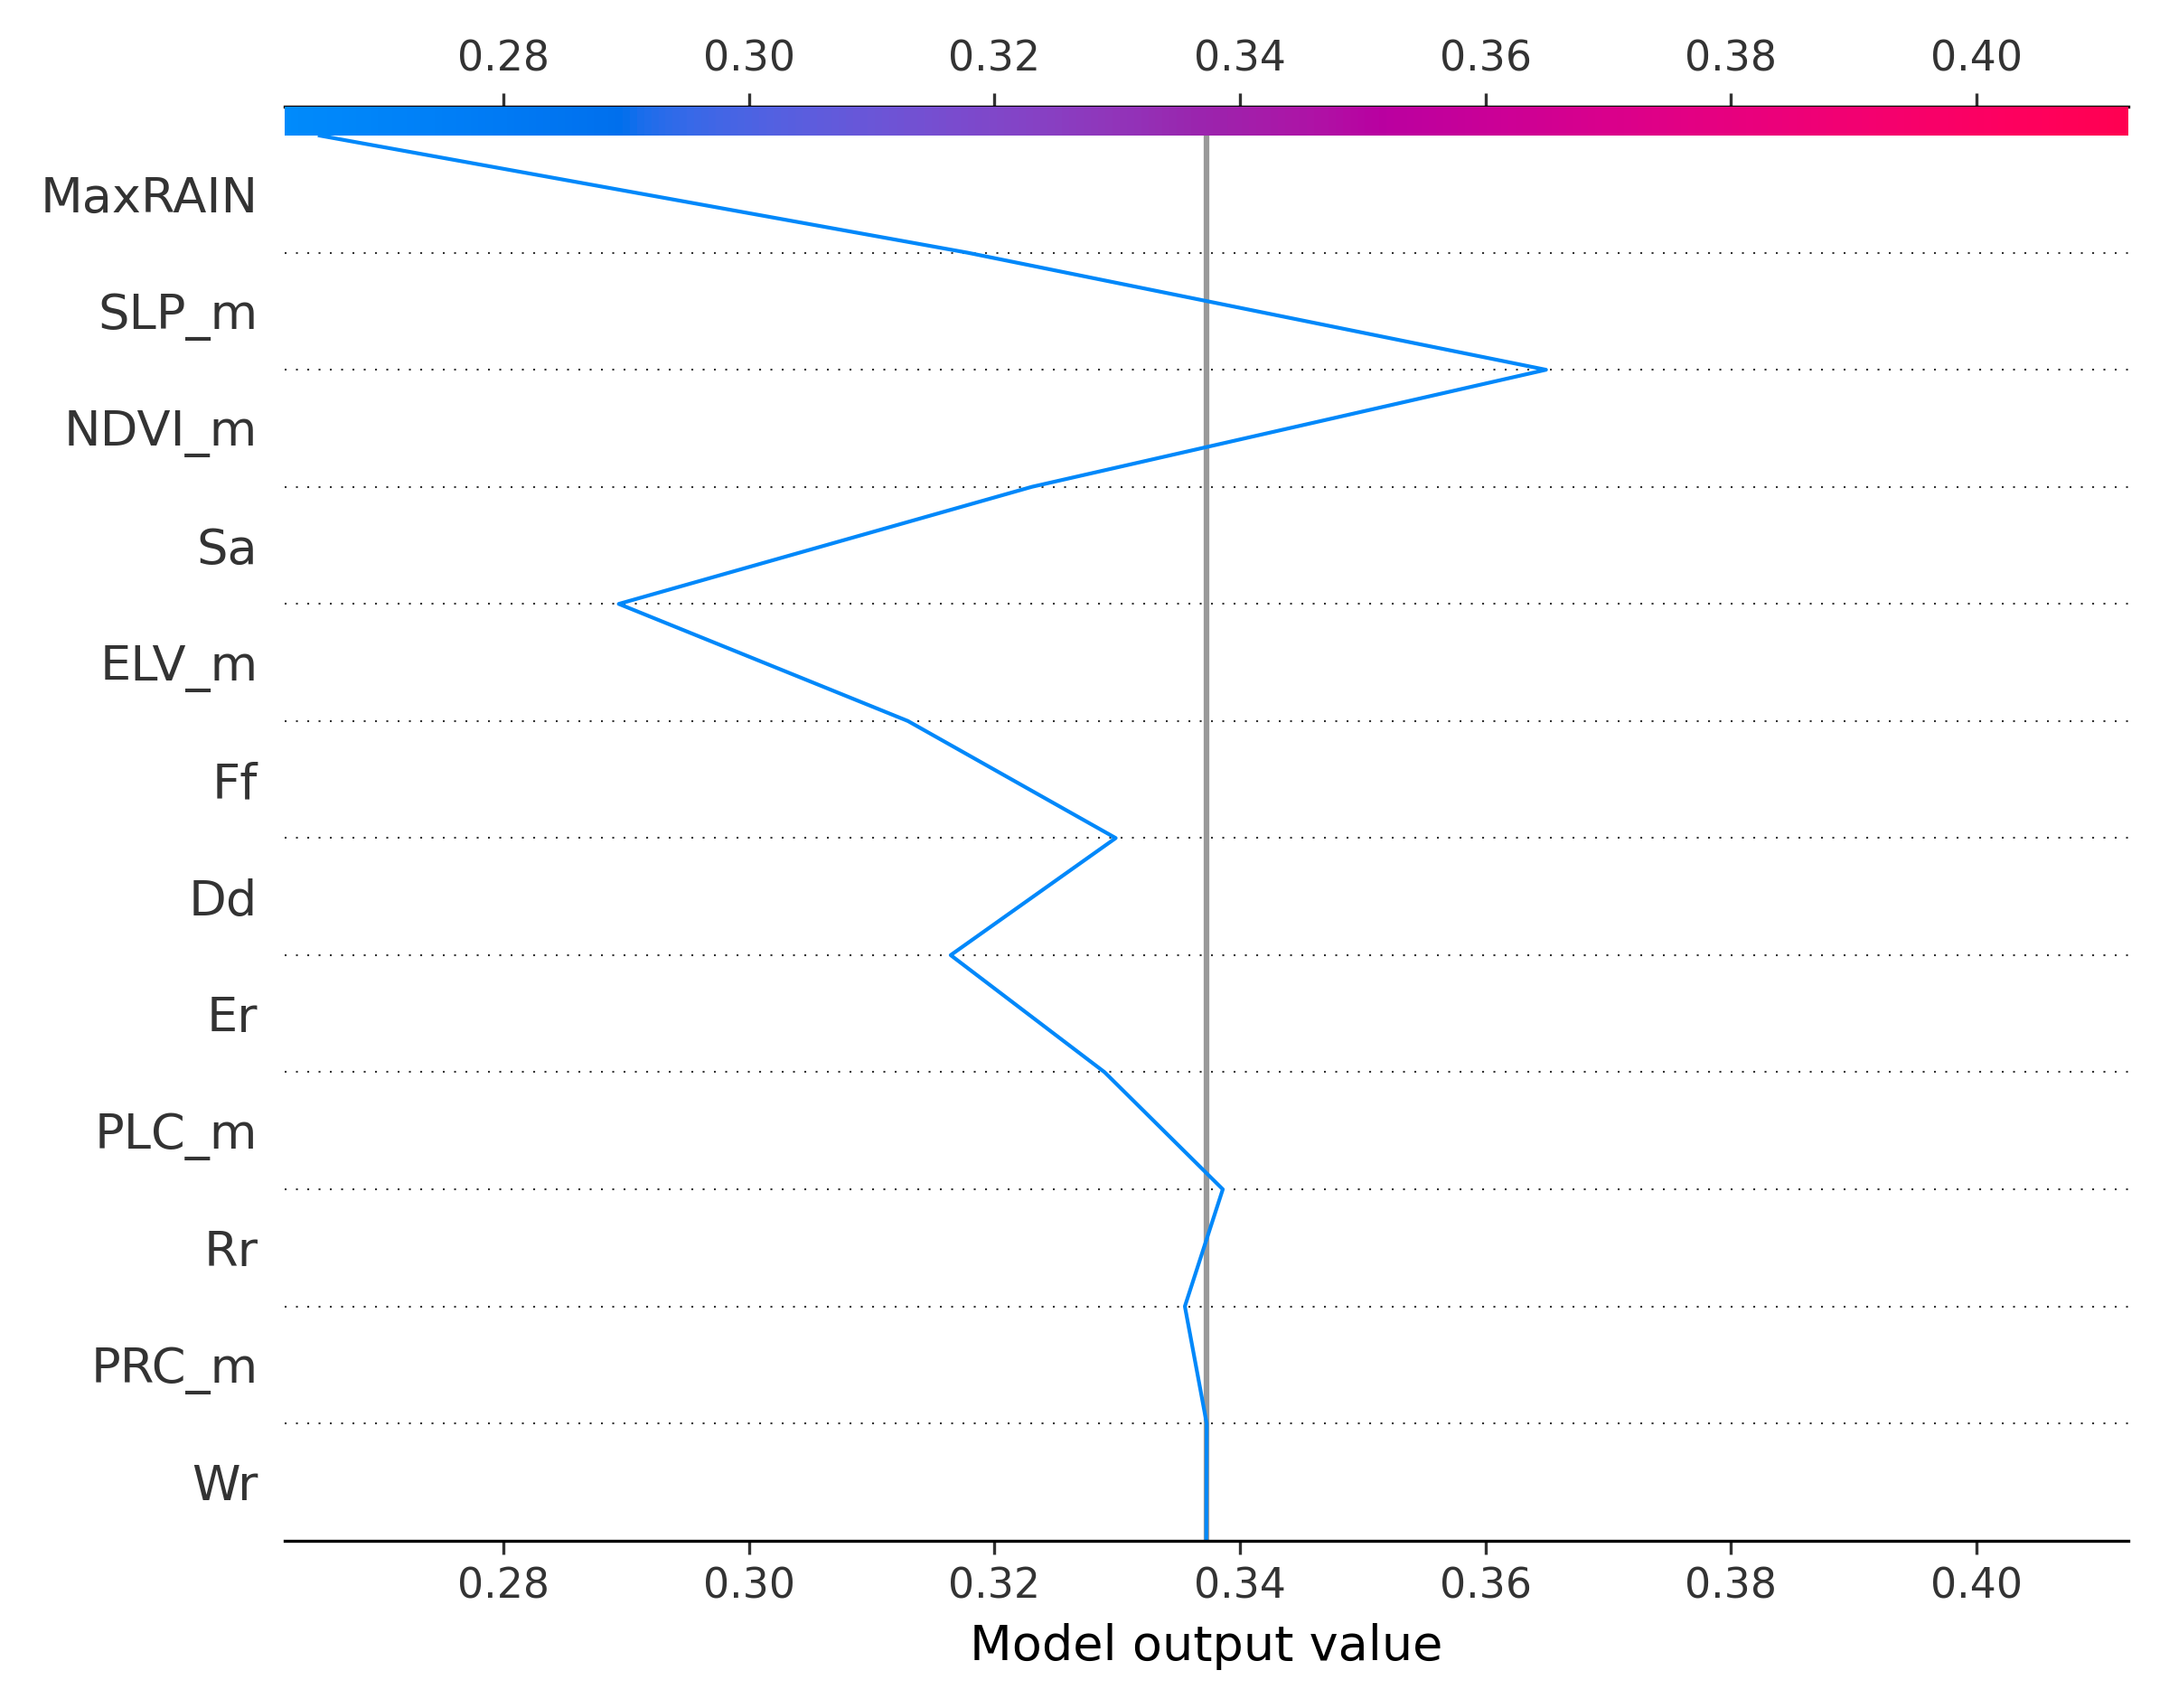 0.28 0.30 0.32 0.34 0.36 0.38 0.40
MaxRAIN
SLP_m
NDVI_m
Sa
ELV_m
Ff
Dd
Er
PLC_m
Rr
PRC_m
Wr
0.28 0.30 0.32 0.34 0.36 0.38 0.40
Model output value